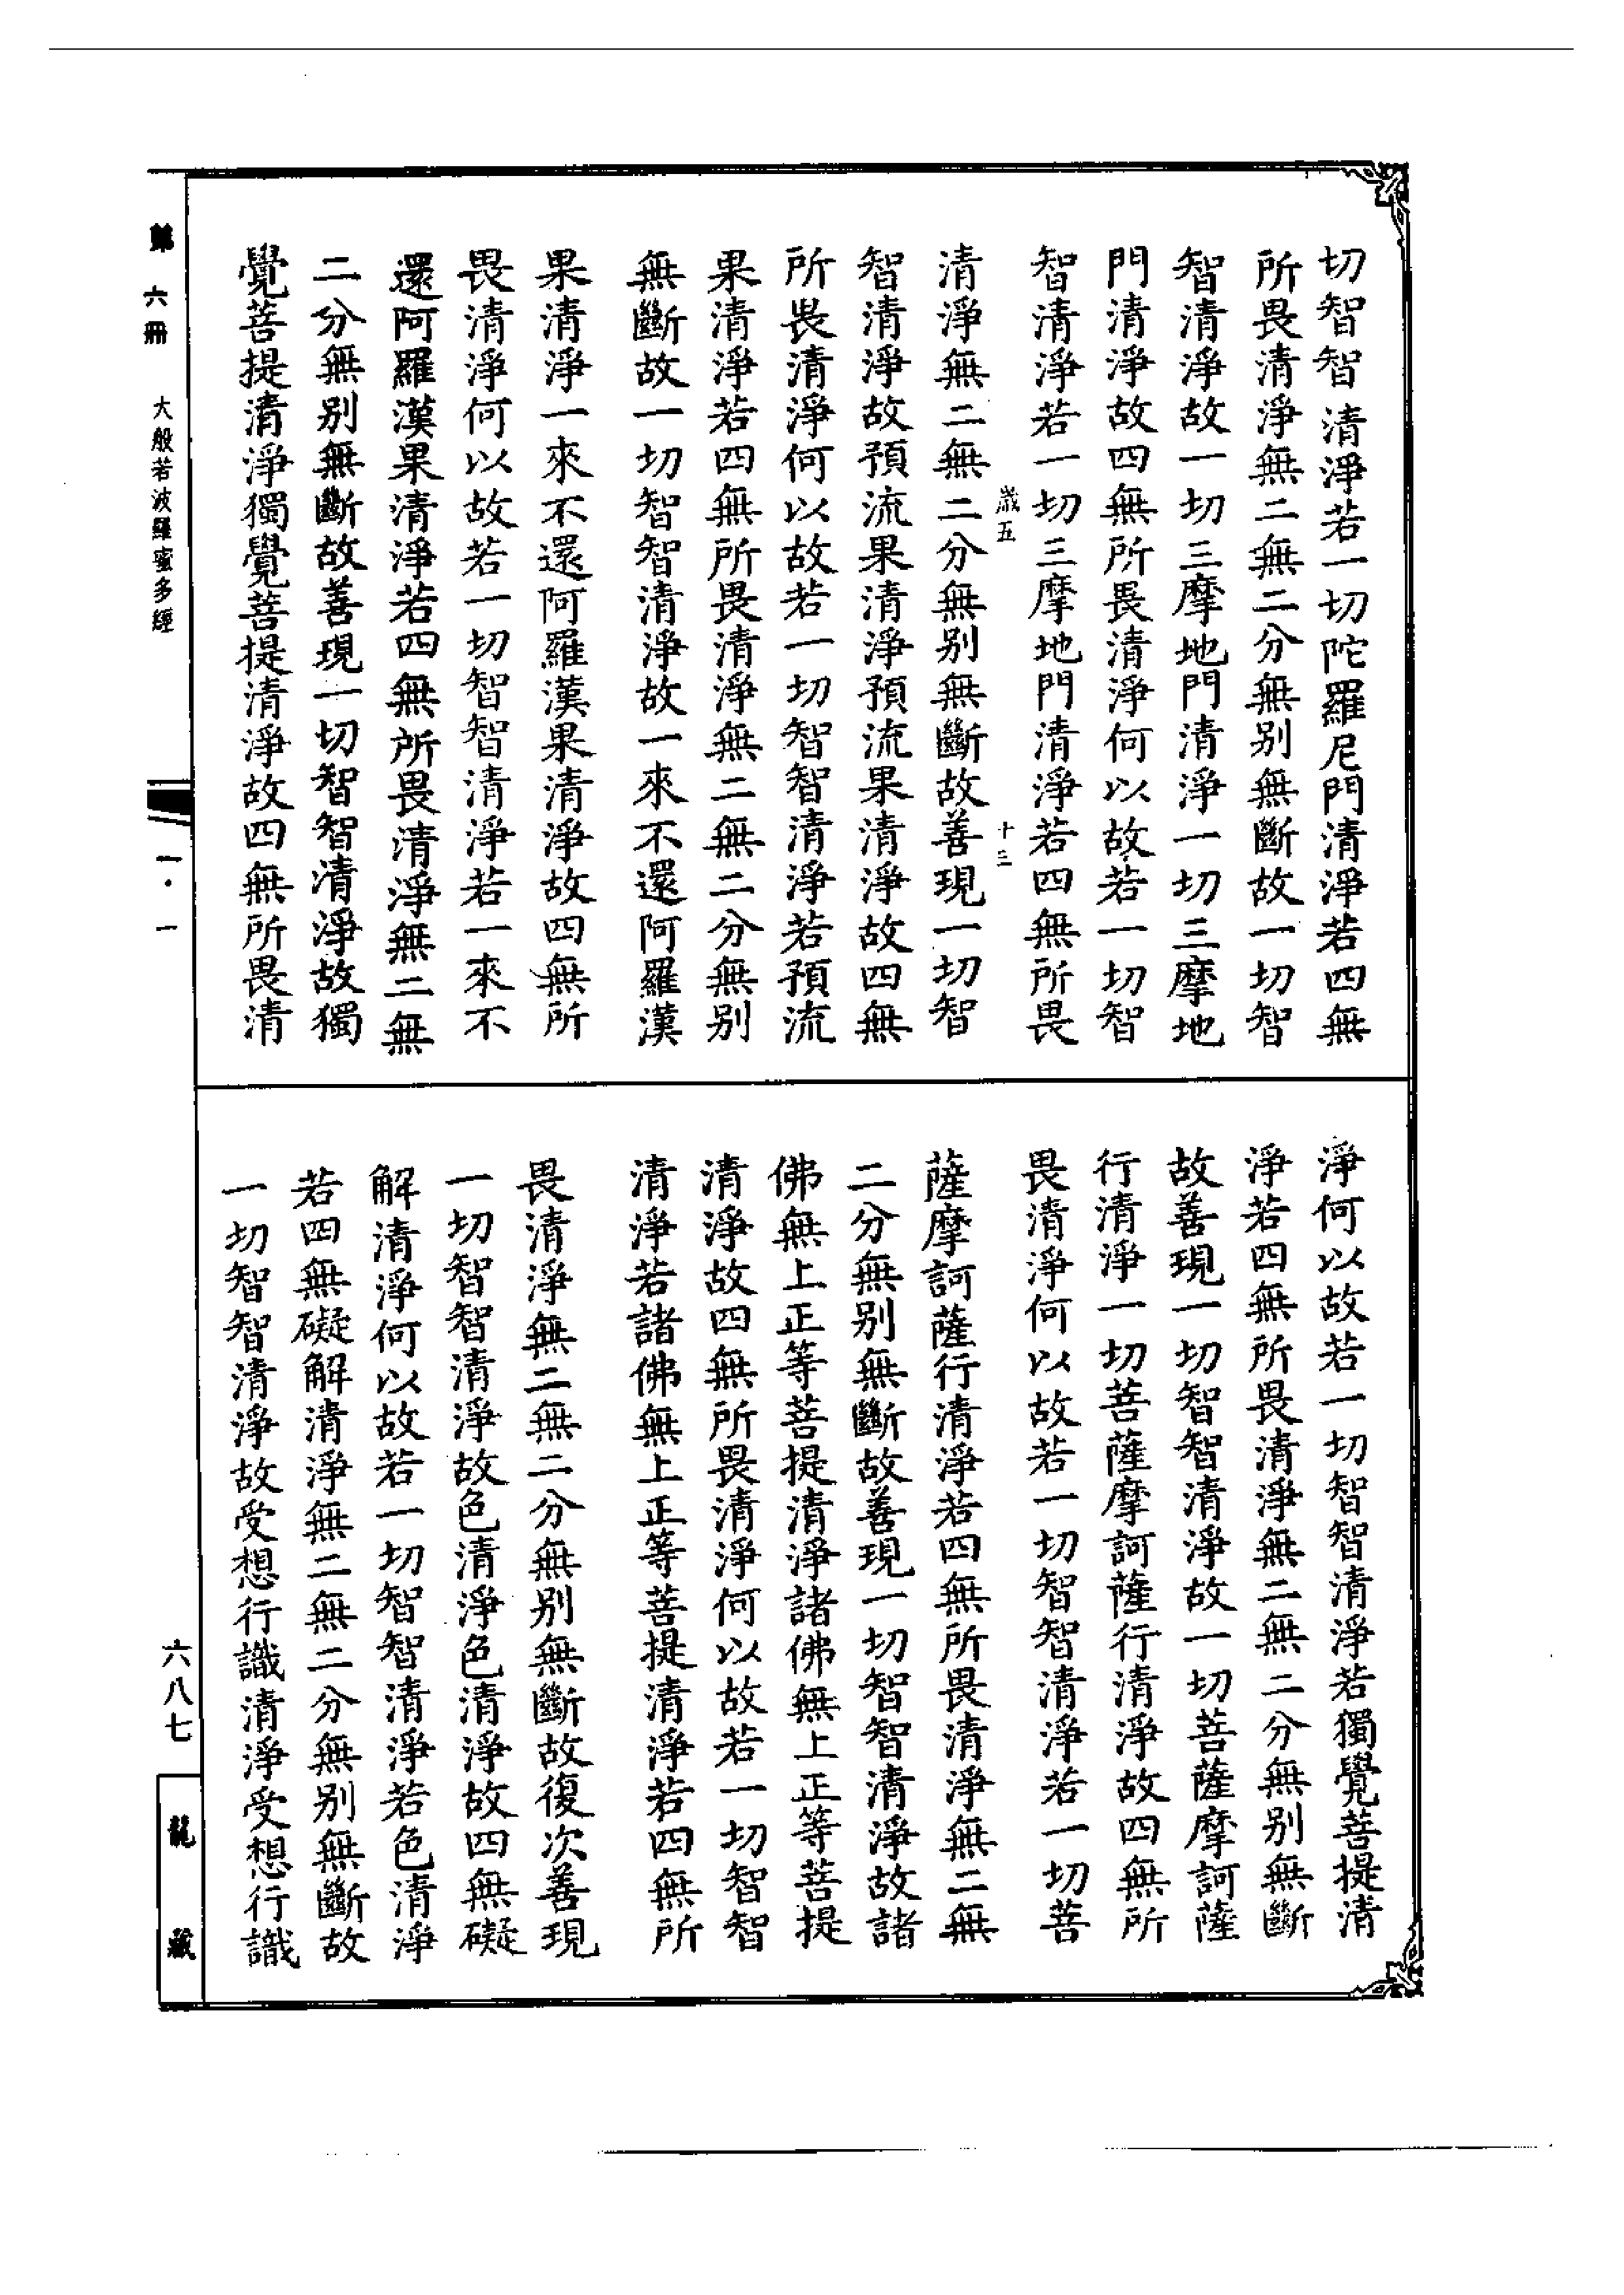 切智智清淨若一切陀羅尼門清淨若四無
所畏清淨無二無二分無別無斷故一切智
智清淨故一切三摩地門清淨一切三摩地
門清淨故四無所畏清淨何以故若一切智
智清淨若一切三摩地門清淨若四無所畏
歲五 十三
清淨無二無二分無別無斷故善現一切智
智清淨故預流果清淨預流果清淨故四無
所畏清淨何以故若一切智智清淨若預流
果清淨若四無所畏清淨無二無二分無別
無斷故一切智智清淨故一來不還阿羅漢
果清淨一來不還阿羅漢果清淨故四無所
畏清淨何以故若一切智智清淨若一來不
還阿羅漢果清淨若四無所畏清淨無二無
二分無別無斷故善現一切智智清淨故獨
覺菩提清淨獨覺菩提清淨故四無所畏清
淨何以故若一切智智清淨若獨覺菩提清
淨若四無所畏清淨無二無二分無別無斷
故善現一切智智清淨故一切菩薩摩訶薩
行清淨一切菩薩摩訶薩行清淨故四無所
畏清淨何以故若一切智智清淨若一切菩
薩摩訶薩行清淨若四無所畏清淨無二無
二分無別無斷故善現一切智智清淨故諸
佛無上正等菩提清淨諸佛無上正等菩提
清淨故四無所畏清淨何以故若一切智智
清淨若諸佛無上正等菩提清淨若四無所
畏清淨無二無二分無別無斷故復次善現
一切智智清淨故色清淨色清淨故四無礙
解清淨何以故若一切智智清淨若色清淨
若四無礙解清淨無二無二分無別無斷故
一切智智清淨故受想行識清淨受想行識
第六冊 大般若波羅蜜多經
一·一
六八七
龍藏